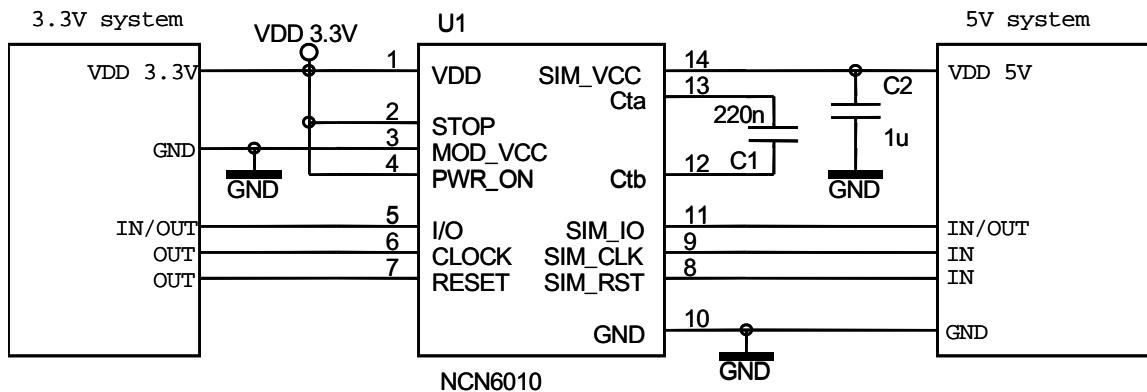 3.3V system
VDD 3.3V
U1
5V system
VDD 3.3V
1
VDD
SIM_VCC
14
VDD 5V
13
Cta
C2
220n
2
STOP
1u
GND
3
MOD_VCC
C1
4
PWR_ON
Ctb
12
GND
GND
IN/OUT
5
I/O
SIM_IO
11
IN/OUT
OUT
6
CLOCK
SIM_CLK
9
IN
OUT
7
RESET
SIM_RST
8
IN
GND
10
GND
GND
NCN6010